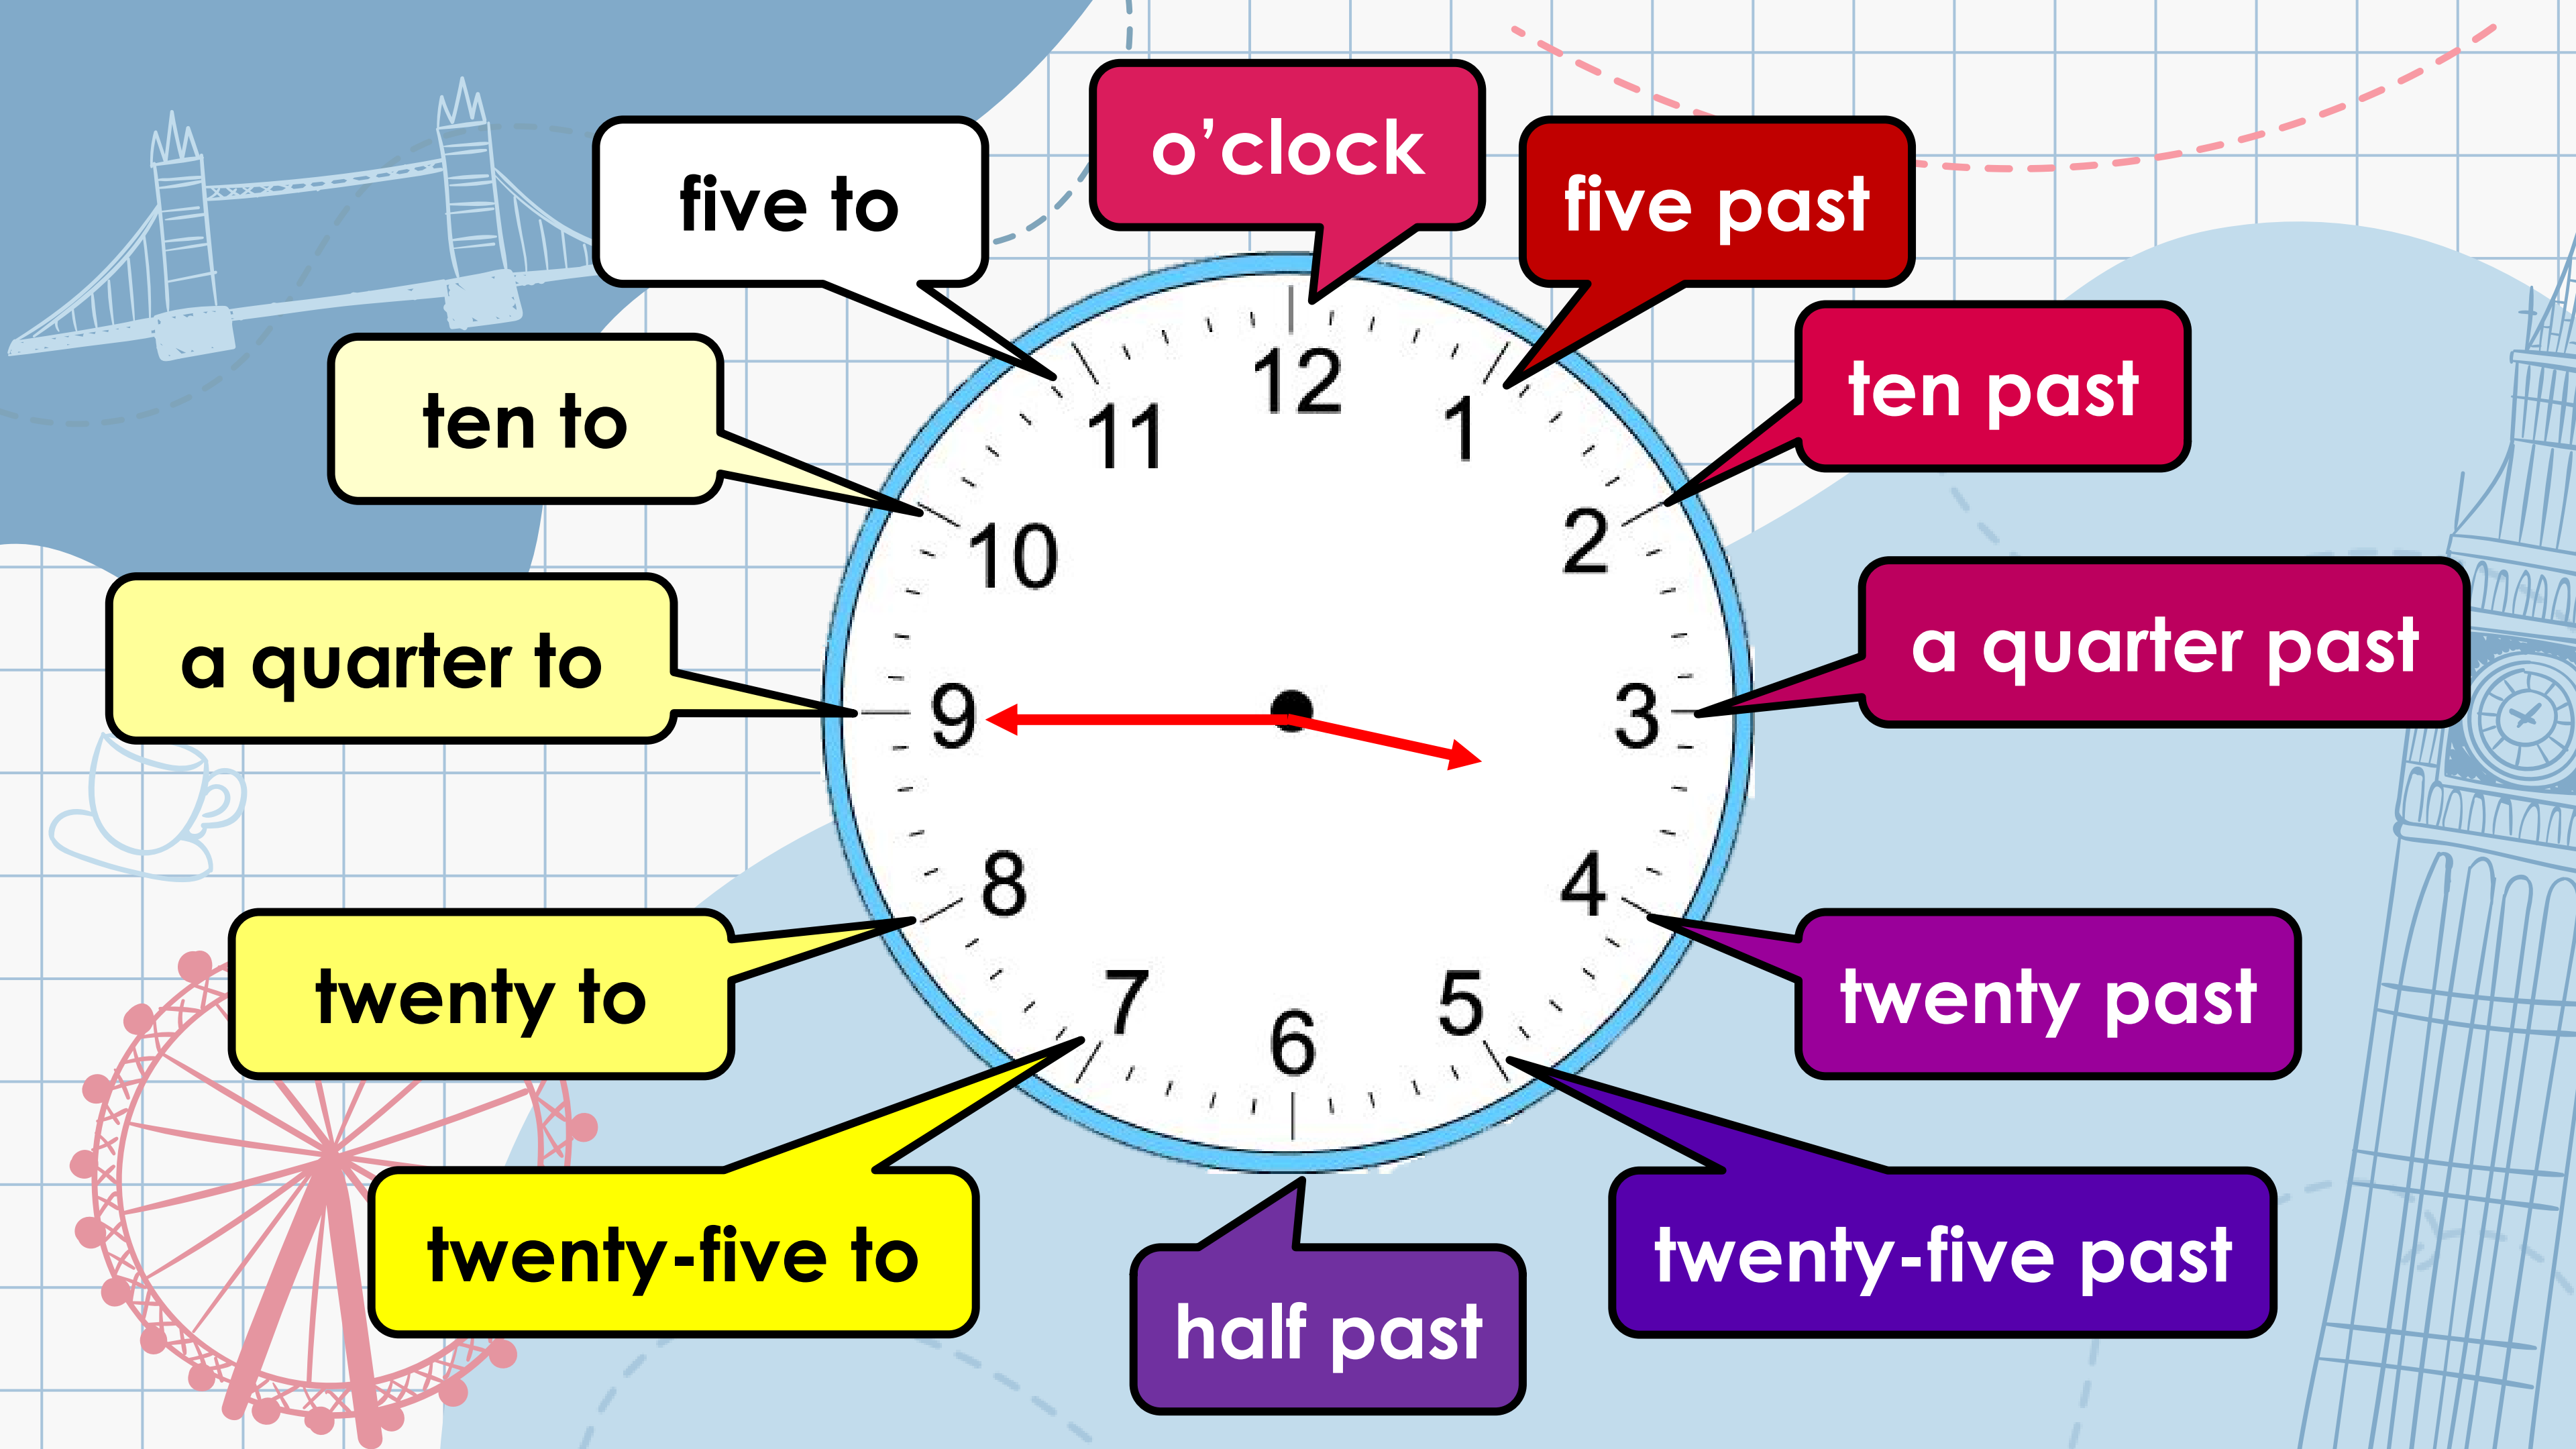 o’clock
five to
five past
ten past
ten to
12
11
1
10
2
a quarter to
a quarter past
9
3
8
4
twenty to
twenty past
7
5
6
twenty-five to
twenty-five past
half past